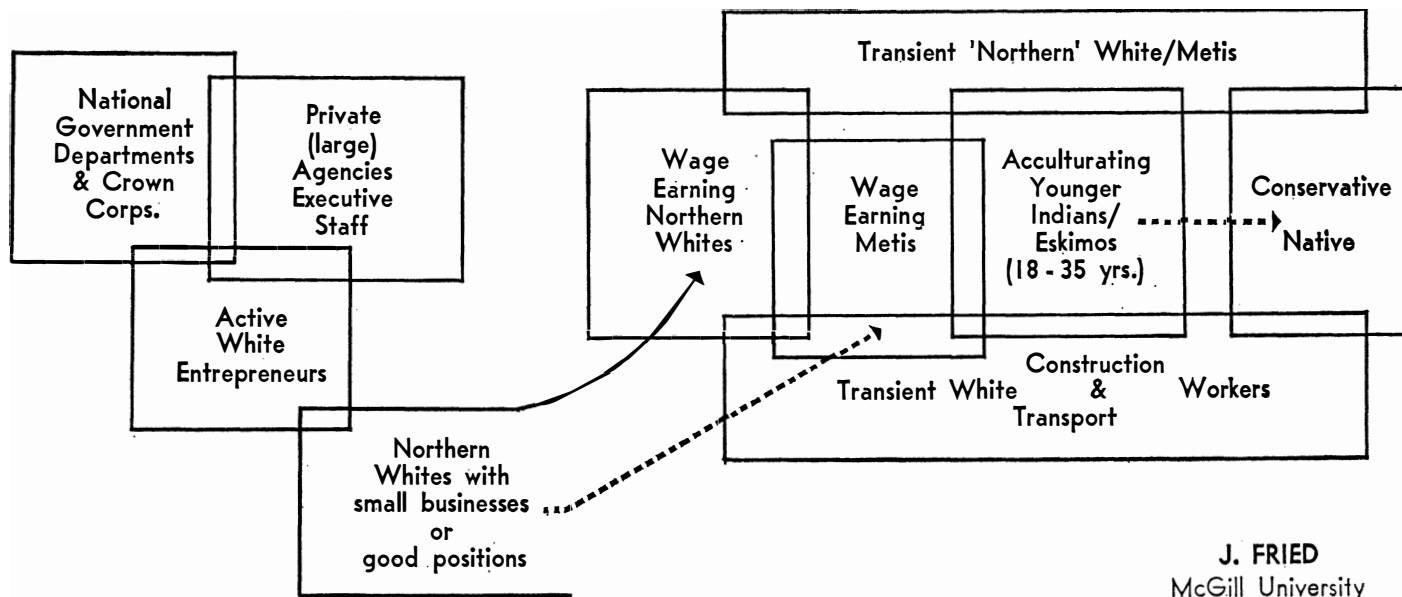 National
Government
Departments
& Crown
Corps.
Private
(large)
Agencies
Executive
Staff
Active
White
Entrepreneurs
Northern
Whites with
small businesses
or
good positions
Transient 'Northern' White/Metis
Wage
Earning
Northern
Whites
Wage
Earning
Metis
Acculturating
Younger
Indians/
Eskimos
(18 - 35 yrs.)
Conservative
Native
Transient White Construction & Transport Workers
J. FRIED
McGill University